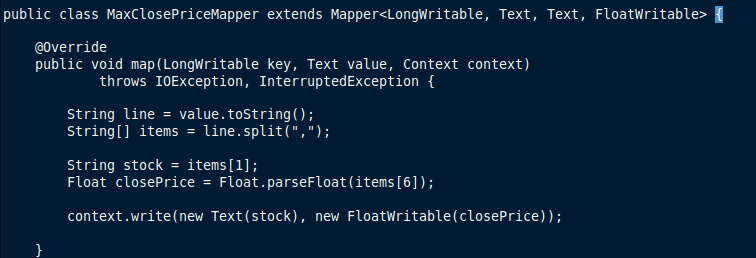 public class MaxClosePriceMapper extends Mapper<LongWritable, Text, Text, FloatWritable> {
@Override
public void map(LongWritable key, Text value, Context context)
throws IOException, InterruptedException {
String line = value.toString();
String[] items = line.split(",");
String stock = items[1];
Float closePrice = Float.parseFloat(items[6]);
context.write(new Text(stock), new FloatWritable(closePrice));
}